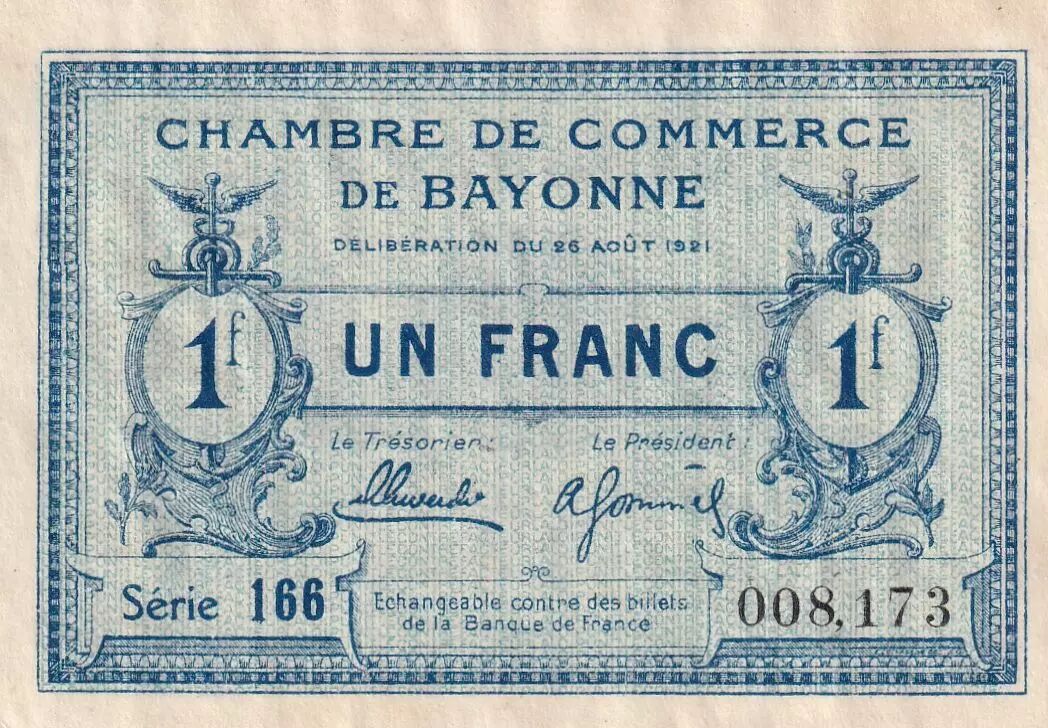 CHAMBRE DE COMMERCE
DE BAYONNE
DÉLIBÉRATION DU 26 AOÛT 1921
1f UN FRANC 1f
Le Trésorier: Le Président:
Série 166
Echangeable contre des billets
de la Banque de France
008,173